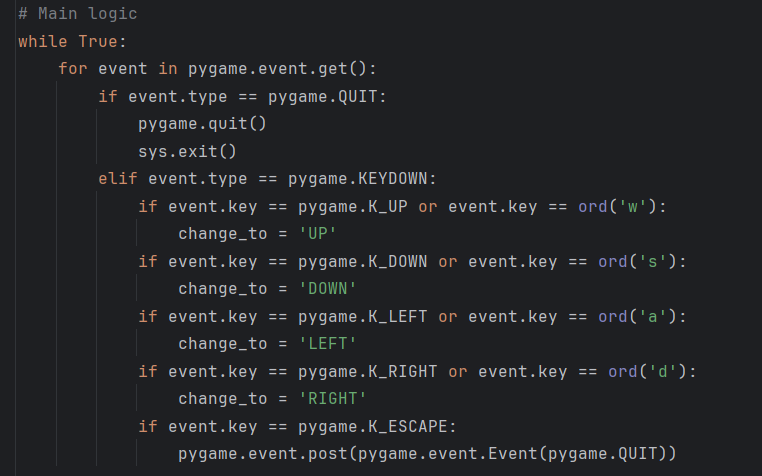 # Main logic
while True:
    for event in pygame.event.get():
        if event.type == pygame.QUIT:
            pygame.quit()
            sys.exit()
        elif event.type == pygame.KEYDOWN:
            if event.key == pygame.K_UP or event.key == ord('w'):
                change_to = 'UP'
            if event.key == pygame.K_DOWN or event.key == ord('s'):
                change_to = 'DOWN'
            if event.key == pygame.K_LEFT or event.key == ord('a'):
                change_to = 'LEFT'
            if event.key == pygame.K_RIGHT or event.key == ord('d'):
                change_to = 'RIGHT'
            if event.key == pygame.K_ESCAPE:
                pygame.event.post(pygame.event.Event(pygame.QUIT))